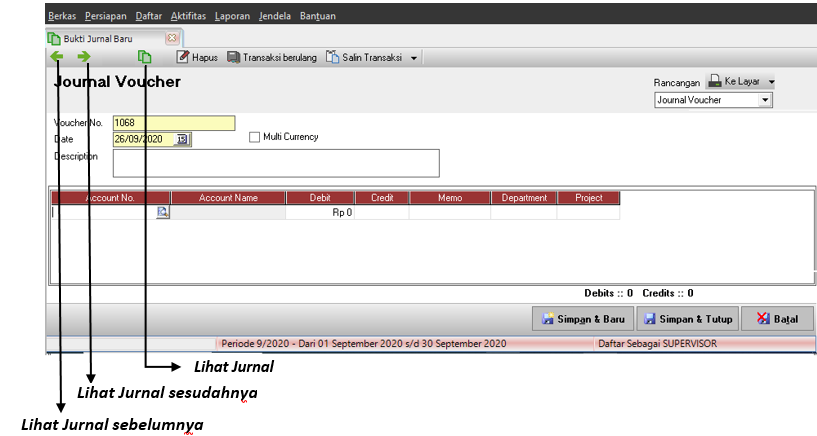 Berkas Persiapan Daftar Aktifitas Laporan Jendela Bantuan
Bukti Jurnal Baru
Hapus Transaksi berulang Salin Transaksi
Journal Voucher
Rancangan Ke Layar
Journal Voucher
Voucher No. 1068
Date 26/09/2020 Multi Currency
Description
Account No. Account Name Debit Credit Memo Department Project
Rp 0
Debits :: 0 Credits :: 0
Simpan & Baru Simpan & Tutup Batal
Periode 9/2020 - Dari 01 September 2020 s/d 30 September 2020 Daftar Sebagai SUPERVISOR
Lihat Jurnal
Lihat Jurnal sesudahnya
Lihat Jurnal sebelumnya